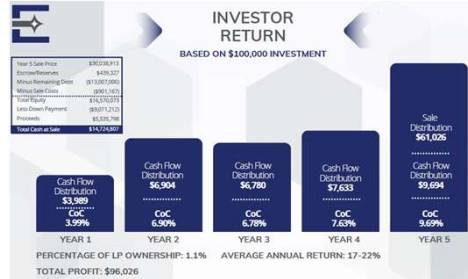 INVESTOR
RETURN
BASED ON $100,000 INVESTMENT
Year 5 Sale Price $30,038,913
Escrow/Reserves $439,327
Minus Remaining Debt ($13,007,000)
Minus Sale Costs ($901,167)
Total Equity $16,570,073
Less Down Payment ($9,071,212)
Proceeds
Total Cash at Sale $14,724,807
Cash Flow
Distribution
$3,989
CoC
3.99%
YEAR 1
Cash Flow
Distribution
$6,904
CoC
6.90%
YEAR 2
Cash Flow
Distribution
$6,780
CoC
6.78%
YEAR 3
Cash Flow
Distribution
$7,633
CoC
7.63%
YEAR 4
Sale
Distribution
$61,026
Cash Flow
Distribution
$9,694
CoC
9.69%
YEAR 5
PERCENTAGE OF LP OWNERSHIP: 1.1% AVERAGE ANNUAL RETURN: 17-22%
TOTAL PROFIT: $96,026